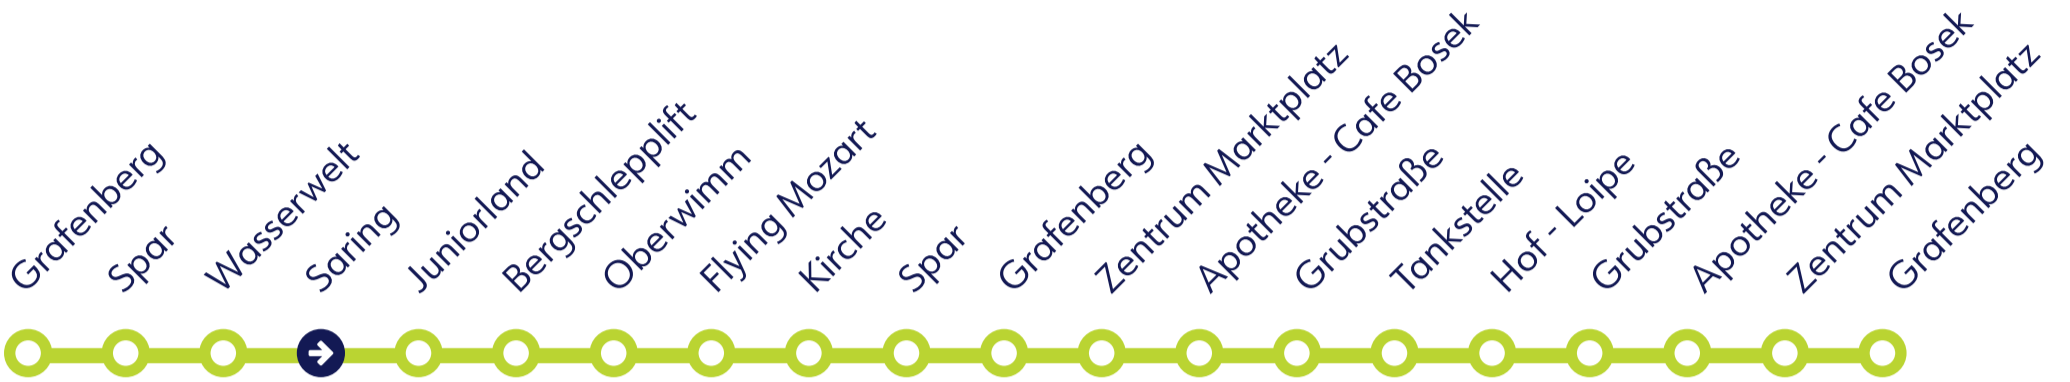 Grafenberg
Spar
Wasserwelt
Saring
Juniorland
Bergschlepplift
Oberwimm
Flying Mozart
Kirche
Spar
Grafenberg
Zentrum Marktplatz
Apotheke - Cafe Bosek
Grubstraße
Tankstelle
Hof - Loipe
Grubstraße
Apotheke - Cafe Bosek
Zentrum Marktplatz
Grafenberg